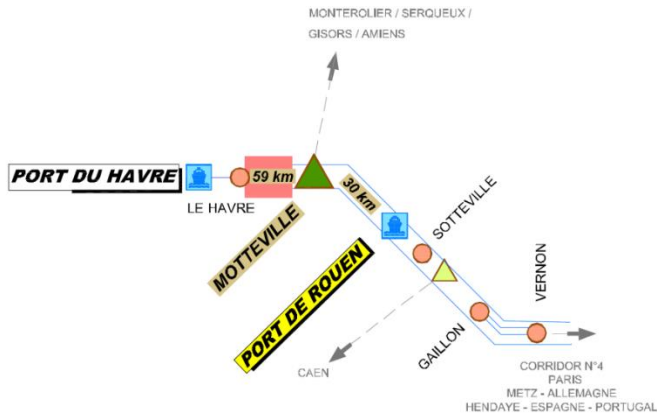 MONTEROLIER / SERQUEUX /
GISORS / AMIENS
PORT DU HAVRE
59 km
30 km
LE HAVRE
SOTTEVILLE
MOTTEVILLE
VERNON
PORT DE ROUEN
GAILLON
CAEN
CORRIDOR N°4
PARIS
METZ - ALLEMAGNE
HENDAYE - ESPAGNE - PORTUGAL